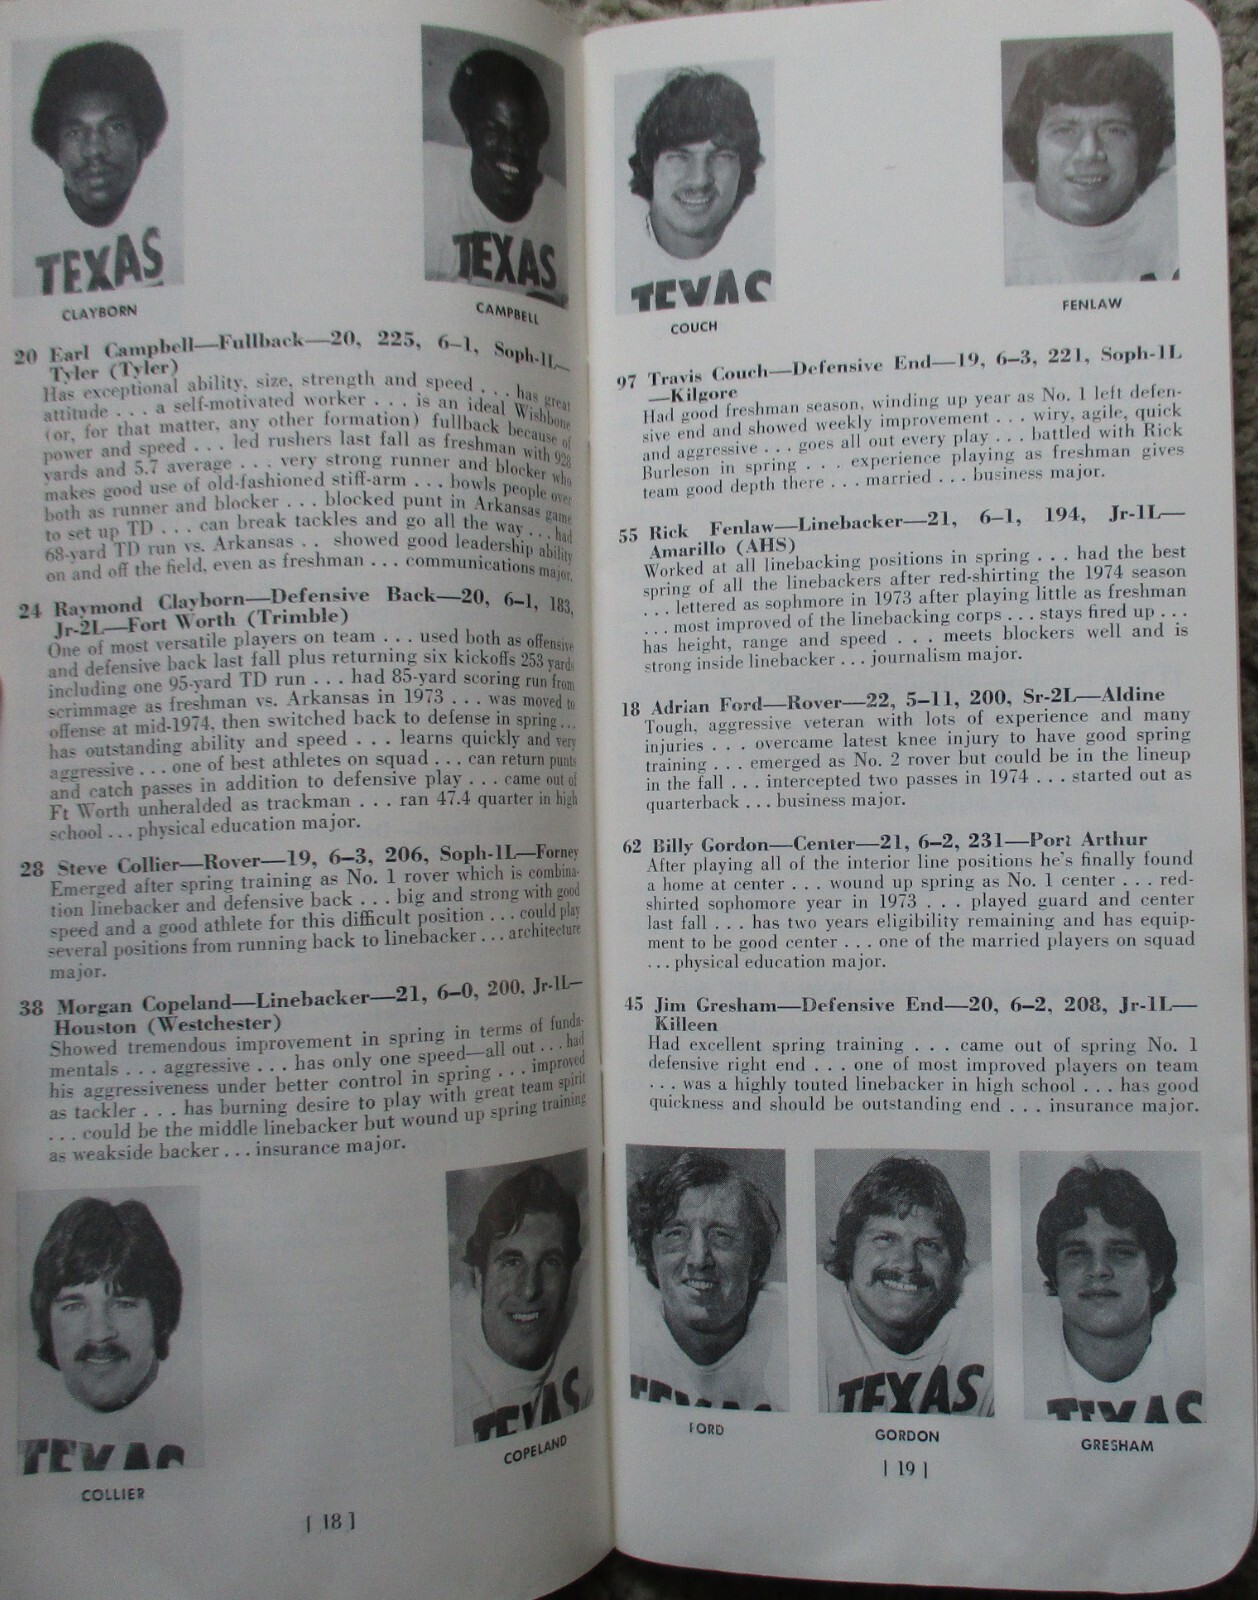 TEXAS
TEXAS
CLAYBORN
CAMPBELL
20 Earl Campbell—Fullback—20, 225, 6-1, Soph-1L—
Tyler (Tyler)
Has exceptional ability, size, strength and speed . . . has great
attitude . . . a self-motivated worker . . . is an ideal Wishbone
(or, for that matter, any other formation) fullback because of
power and speed . . . led rushers last fall as freshman with 928
yards and 5.7 average . . . very strong runner and blocker who
makes good use of old-fashioned stiff-arm . . . bowls people over
both as runner and blocker . . . blocked punt in Arkansas game
to set up TD . . . can break tackles and go all the way . . . had
68-yard TD run vs. Arkansas . . showed good leadership ability
on and off the field, even as freshman . . . communications major.
24 Raymond Clayborn—Defensive Back—20, 6-1, 183,
Jr-2L—Fort Worth (Trimble)
One of most versatile players on team . . . used both as offensive
and defensive back last fall plus returning six kickoffs 253 yards
including one 95-yard TD run . . . had 85-yard scoring run from
scrimmage as freshman vs. Arkansas in 1973 . . . was moved to
offense at mid-1974, then switched back to defense in spring . . .
has outstanding ability and speed . . . learns quickly and very
aggressive . . . one of best athletes on squad . . . can return punts
and catch passes in addition to defensive play . . . came out of
Ft Worth unheralded as trackman . . . ran 47.4 quarter in high
school . . . physical education major.
28 Steve Collier—Rover—19, 6-3, 206, Soph-1L—Forney
Emerged after spring training as No. 1 rover which is combina-
tion linebacker and defensive back . . . big and strong with good
speed and a good athlete for this difficult position . . . could play
several positions from running back to linebacker . . . architecture
major.
38 Morgan Copeland—Linebacker—21, 6-0, 200, Jr-1L—
Houston (Westchester)
Showed tremendous improvement in spring in terms of funda-
mentals . . . aggressive . . . has only one speed—all out . . . had
his aggressiveness under better control in spring . . . improved
as tackler . . . has burning desire to play with great team spirit
. . . could be the middle linebacker but wound up spring training
as weakside backer . . . insurance major.
TEXAS
TEXAS
COLLIER
COPELAND
[ 18 ]
TEXAS
COUCH
FENLAW
97 Travis Couch—Defensive End—19, 6-3, 221, Soph-1L
—Kilgore
Had good freshman season, winding up year as No. 1 left defen-
sive end and showed weekly improvement . . . wiry, agile, quick
and aggressive . . . goes all out every play . . . battled with Rick
Burleson in spring . . . experience playing as freshman gives
team good depth there . . . married . . . business major.
55 Rick Fenlaw—Linebacker—21, 6-1, 194, Jr-1L—
Amarillo (AHS)
Worked at all linebacking positions in spring . . . had the best
spring of all the linebackers after red-shirting the 1974 season
. . . lettered as sophmore in 1973 after playing little as freshman
. . . most improved of the linebacking corps . . . stays fired up . . .
has height, range and speed . . . meets blockers well and is
strong inside linebacker . . . journalism major.
18 Adrian Ford—Rover—22, 5-11, 200, Sr-2L—Aldine
Tough, aggressive veteran with lots of experience and many
injuries . . . overcame latest knee injury to have good spring
training . . . emerged as No. 2 rover but could be in the lineup
in the fall . . . intercepted two passes in 1974 . . . started out as
quarterback . . . business major.
62 Billy Gordon—Center—21, 6-2, 231—Port Arthur
After playing all of the interior line positions he's finally found
a home at center . . . wound up spring as No. 1 center . . . red-
shirted sophomore year in 1973 . . . played guard and center
last fall . . . has two years eligibility remaining and has equip-
ment to be good center . . . one of the married players on squad
. . . physical education major.
45 Jim Gresham—Defensive End—20, 6-2, 208, Jr-1L—
Killeen
Had excellent spring training . . . came out of spring No. 1
defensive right end . . . one of most improved players on team
. . . was a highly touted linebacker in high school . . . has good
quickness and should be outstanding end . . . insurance major.
TEXAS
TEXAS
TEXAS
FORD
GORDON
GRESHAM
[ 19 ]